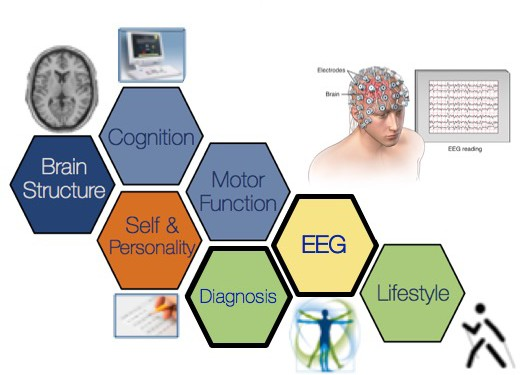 Electrodes
Brain
EEG reading
Cognition
Brain
Structure
Motor
Function
Self &
Personality
EEG
Diagnosis
Lifestyle